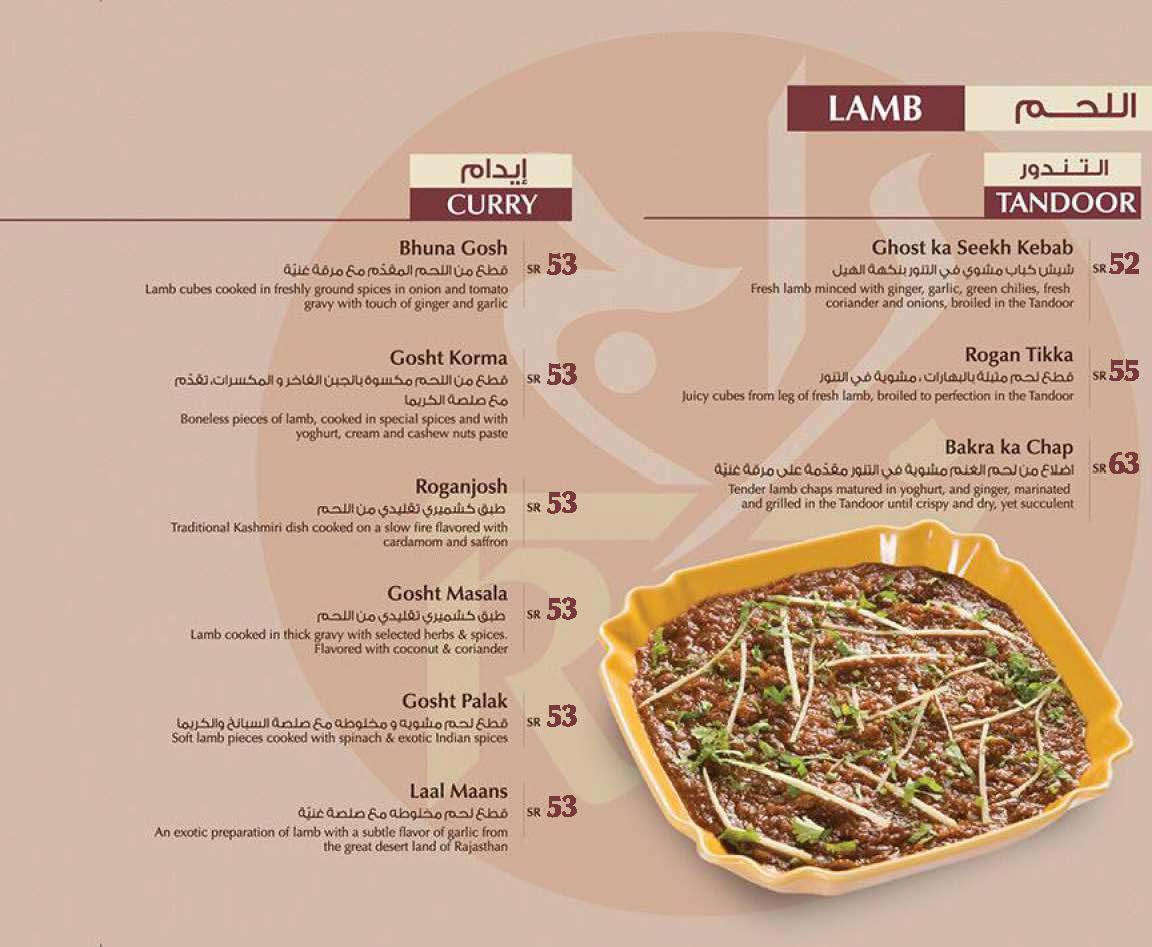 LAMB اللحـم
التندور
TANDOOR
Ghost ka Seekh Kebab
شيش كباب مشوي في التنور بنكهة الهيل
SR 52
Fresh lamb minced with ginger, garlic, green chilies, fresh
coriander and onions, broiled in the Tandoor
Rogan Tikka
قطع لحم متبلة بالبهارات ، مشوية في التنور
SR 55
Juicy cubes from leg of fresh lamb, broiled to perfection in the Tandoor
Bakra ka Chap
اضلاع من لحم الغنم مشوية في التنور مقدّمة على مرقة غنيّة
SR 63
Tender lamb chaps matured in yoghurt, and ginger, marinated
and grilled in the Tandoor until crispy and dry, yet succulent
إيدام
CURRY
Bhuna Gosh
قطع من اللحم المقدّم مع مرقة غنيّة
SR 53
Lamb cubes cooked in freshly ground spices in onion and tomato
gravy with touch of ginger and garlic
Gosht Korma
قطع من اللحم مكسوة بالجبن الفاخر و المكسرات، تقدّم
SR 53
مع صلصة الكريما
Boneless pieces of lamb, cooked in special spices and with
yoghurt, cream and cashew nuts paste
Roganjosh
طبق كشميري تقليدي من اللحم
SR 53
Traditional Kashmiri dish cooked on a slow fire flavored with
cardamom and saffron
Gosht Masala
طبق كشميري تقليدي من اللحم
SR 53
Lamb cooked in thick gravy with selected herbs & spices.
Flavored with coconut & coriander
Gosht Palak
قطع لحم مشويه و مخلوطه مع صلصة السبانخ والكريما
SR 53
Soft lamb pieces cooked with spinach & exotic Indian spices
Laal Maans
قطع لحم مخلوطه مع صلصة غنيّة
SR 53
An exotic preparation of lamb with a subtle flavor of garlic from
the great desert land of Rajasthan